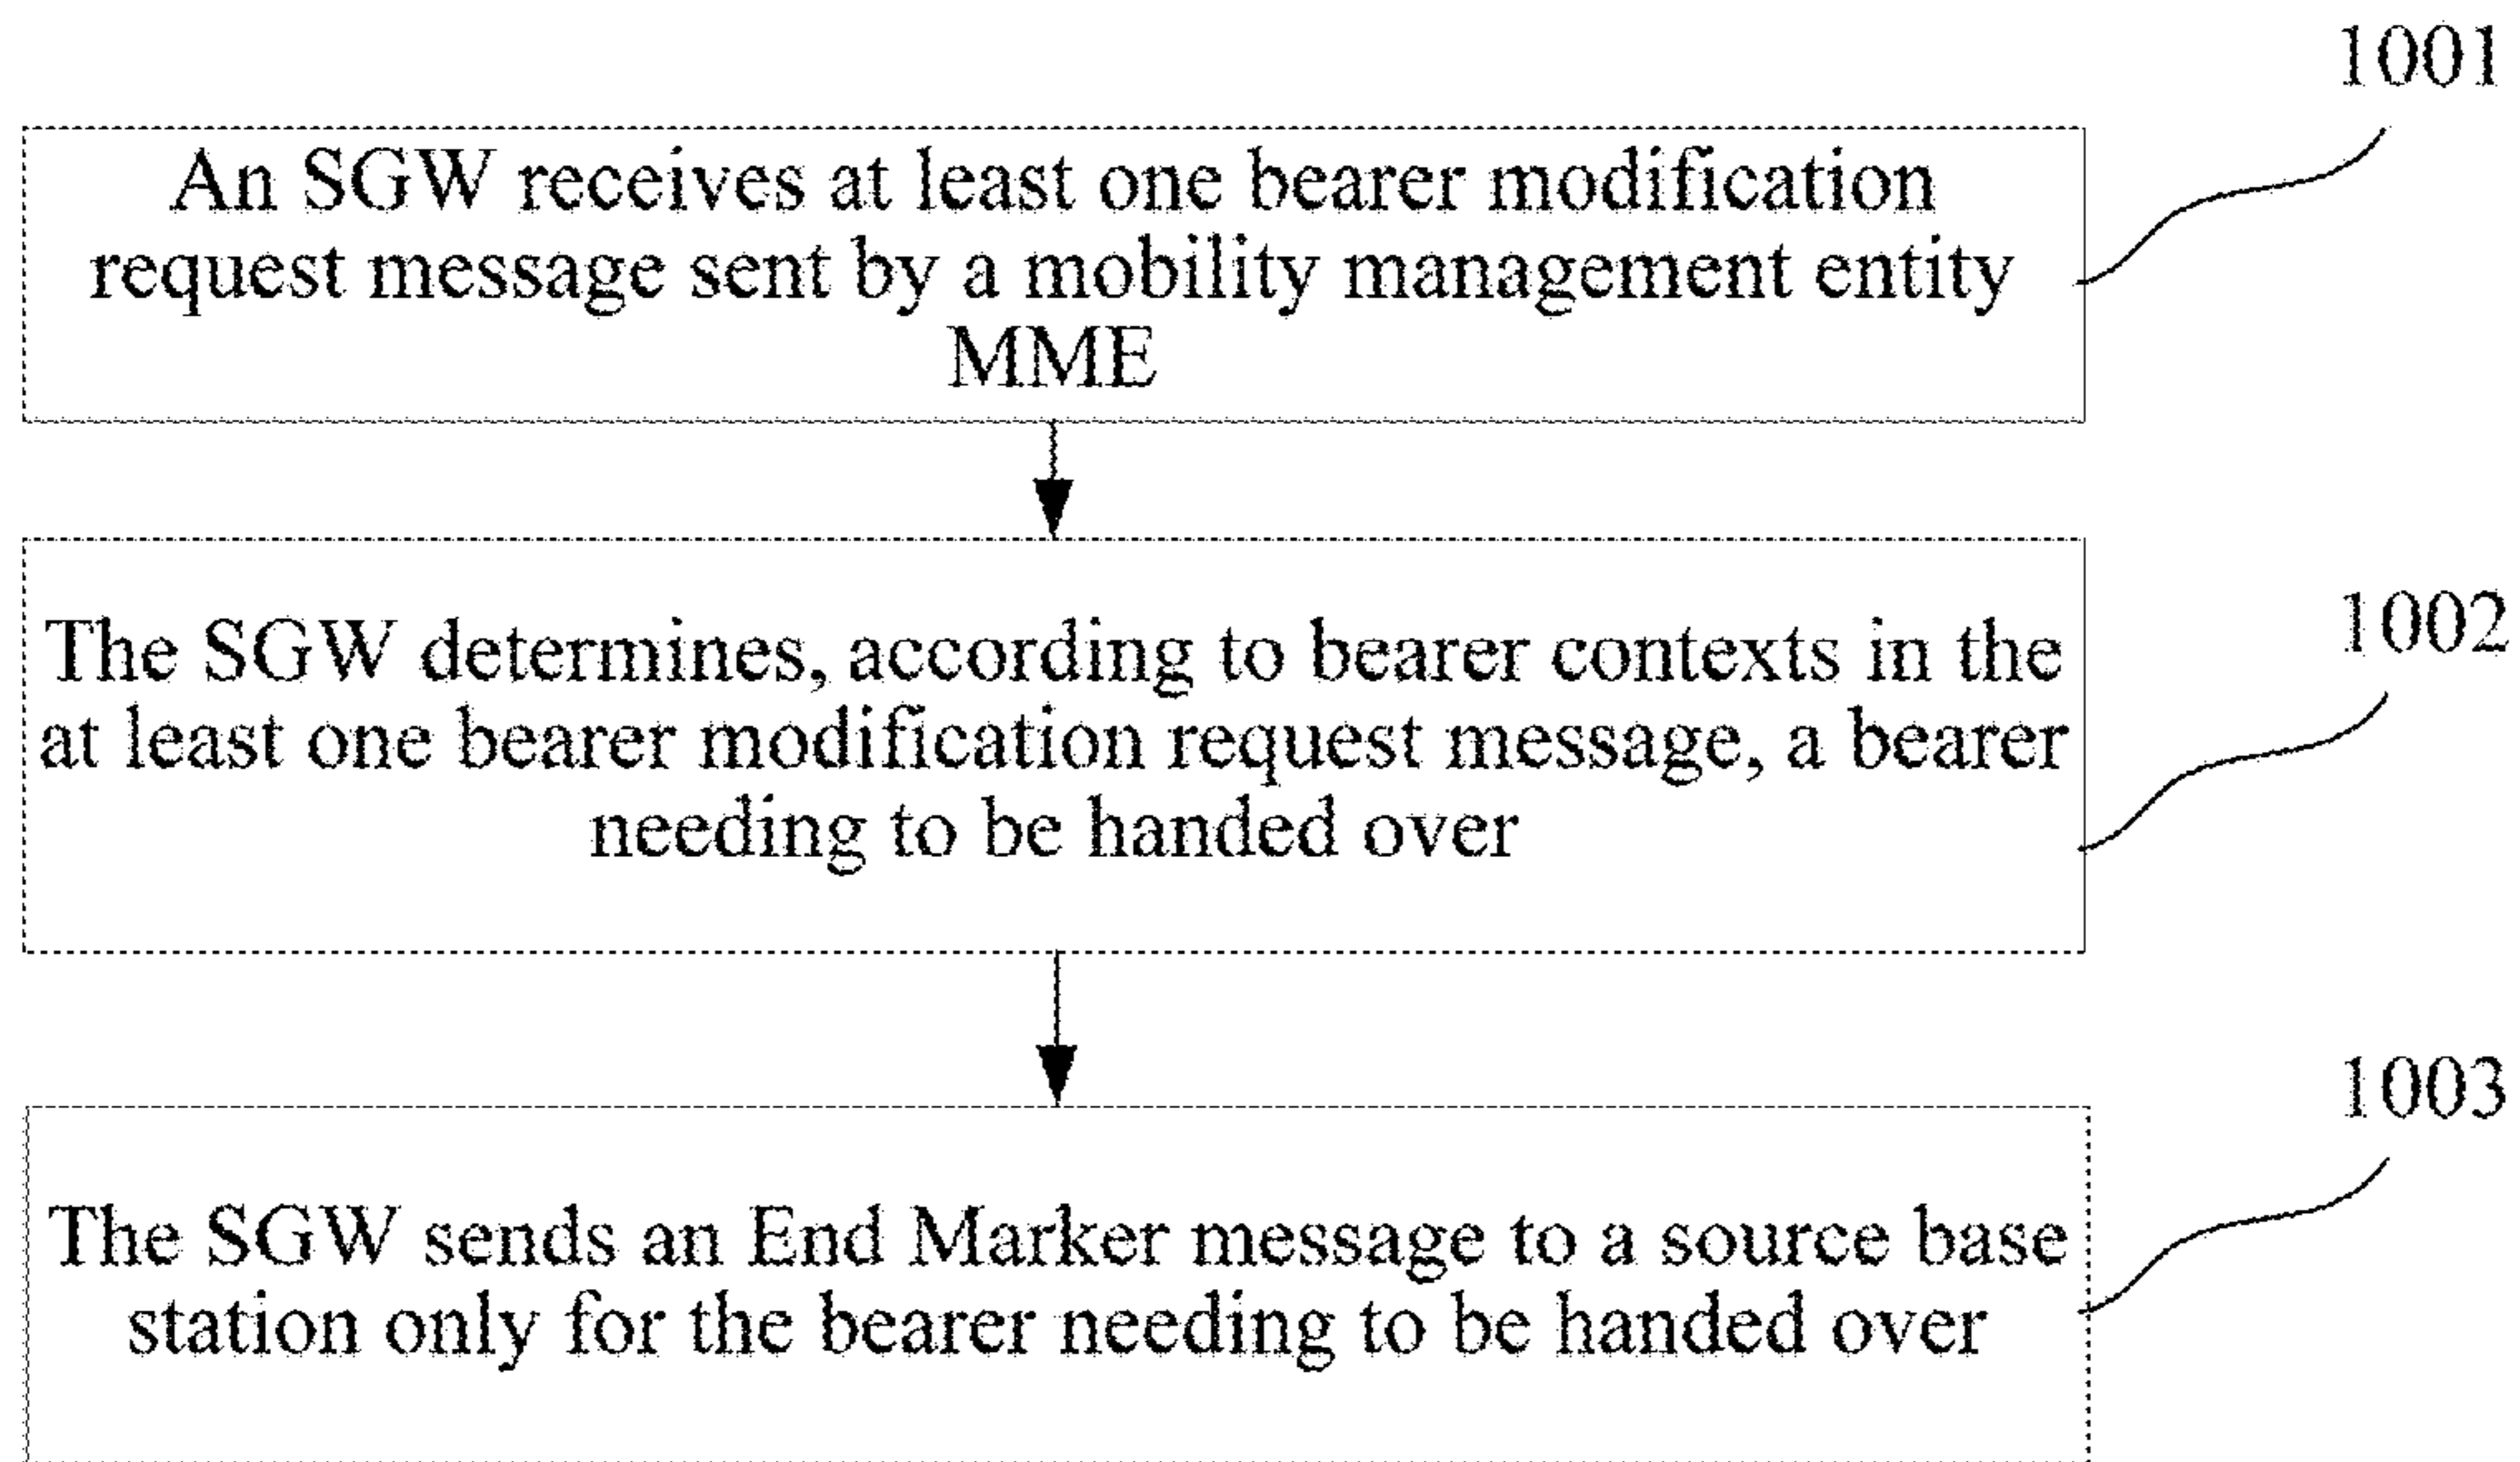 1001
An SGW receives at least one bearer modification
request message sent by a mobility management entity
MME
1002
The SGW determines, according to bearer contexts in the
at least one bearer modification request message, a bearer
needing to be handed over
1003
The SGW sends an End Marker message to a source base
station only for the bearer needing to be handed over